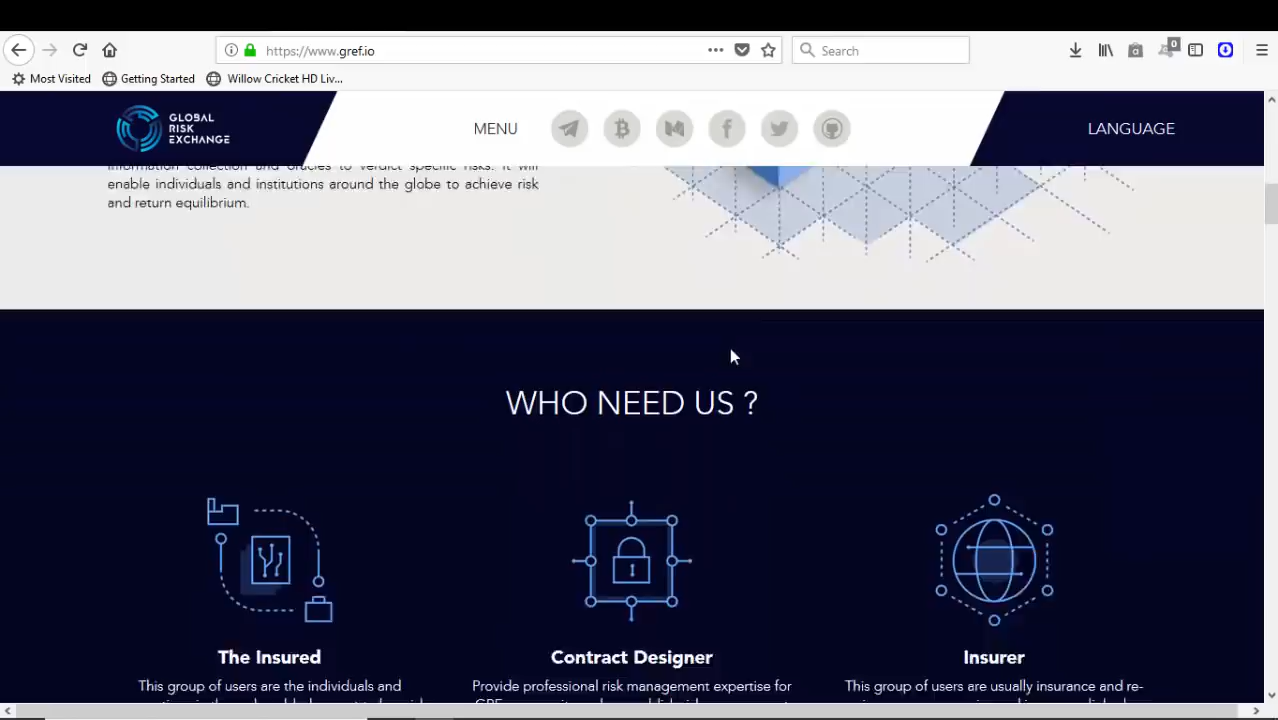 https://www.gref.io
Search
0
Most Visited
Getting Started
Willow Cricket HD Liv...
GLOBAL
RISK
EXCHANGE
MENU
LANGUAGE
information collection and oracles to verdict specific risks. It will
enable individuals and institutions around the globe to achieve risk
and return equilibrium.
WHO NEED US ?
The Insured
Contract Designer
Insurer
This group of users are the individuals and
Provide professional risk management expertise for
This group of users are usually insurance and re-